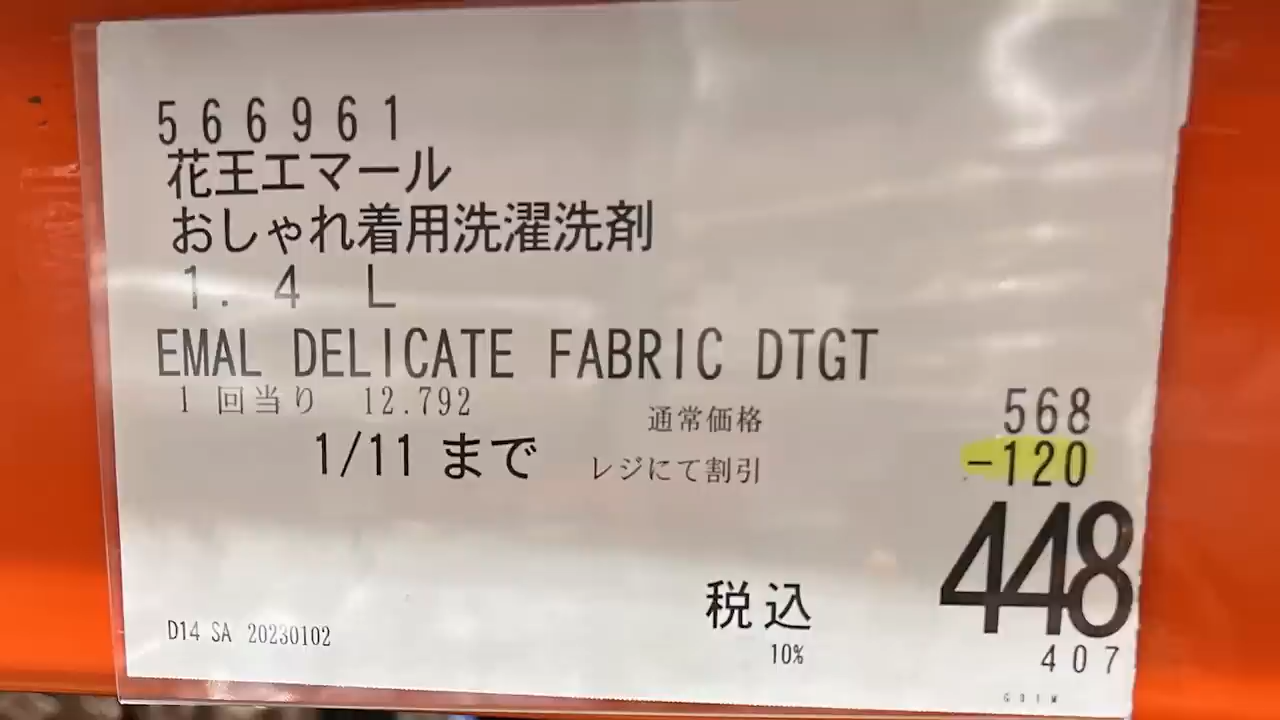 566961
花王エマール
おしゃれ着用洗濯洗剤
1. 4 L
EMAL DELICATE FABRIC DTGT
1 回当り 12.792
通常価格 568
1/11 まで レジにて割引 -120
448
税込
10%
407
D14 SA 20230102